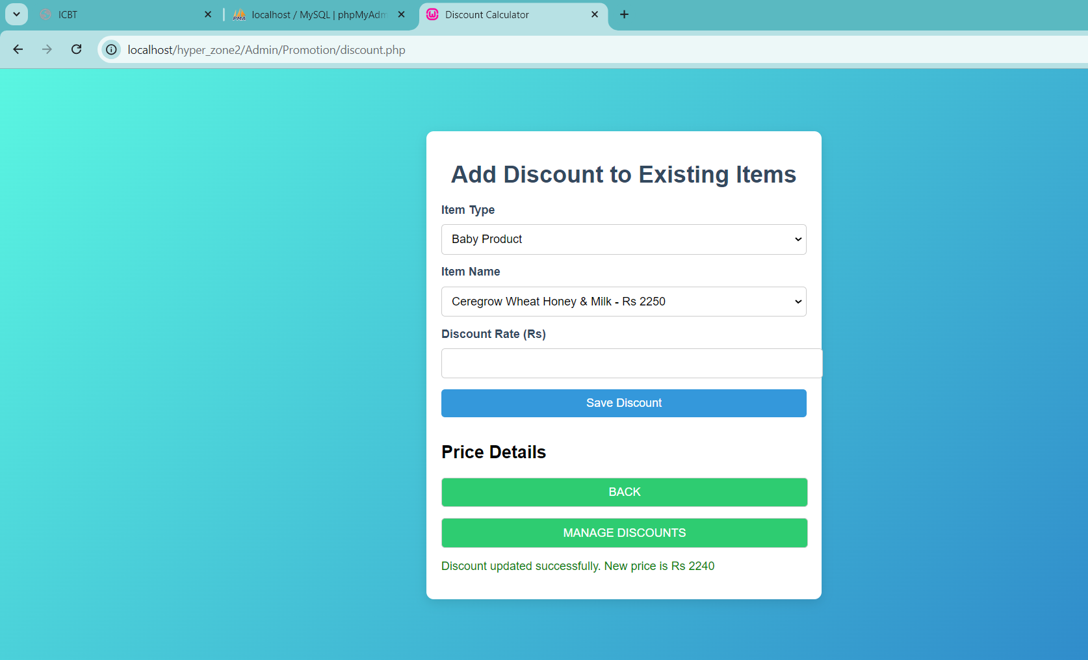 ICBT
localhost / MySQL | phpMyAdm
Discount Calculator
localhost/hyper_zone2/Admin/Promotion/discount.php
Add Discount to Existing Items
Item Type
Baby Product
Item Name
Ceregrow Wheat Honey & Milk - Rs 2250
Discount Rate (Rs)
Save Discount
Price Details
BACK
MANAGE DISCOUNTS
Discount updated successfully. New price is Rs 2240